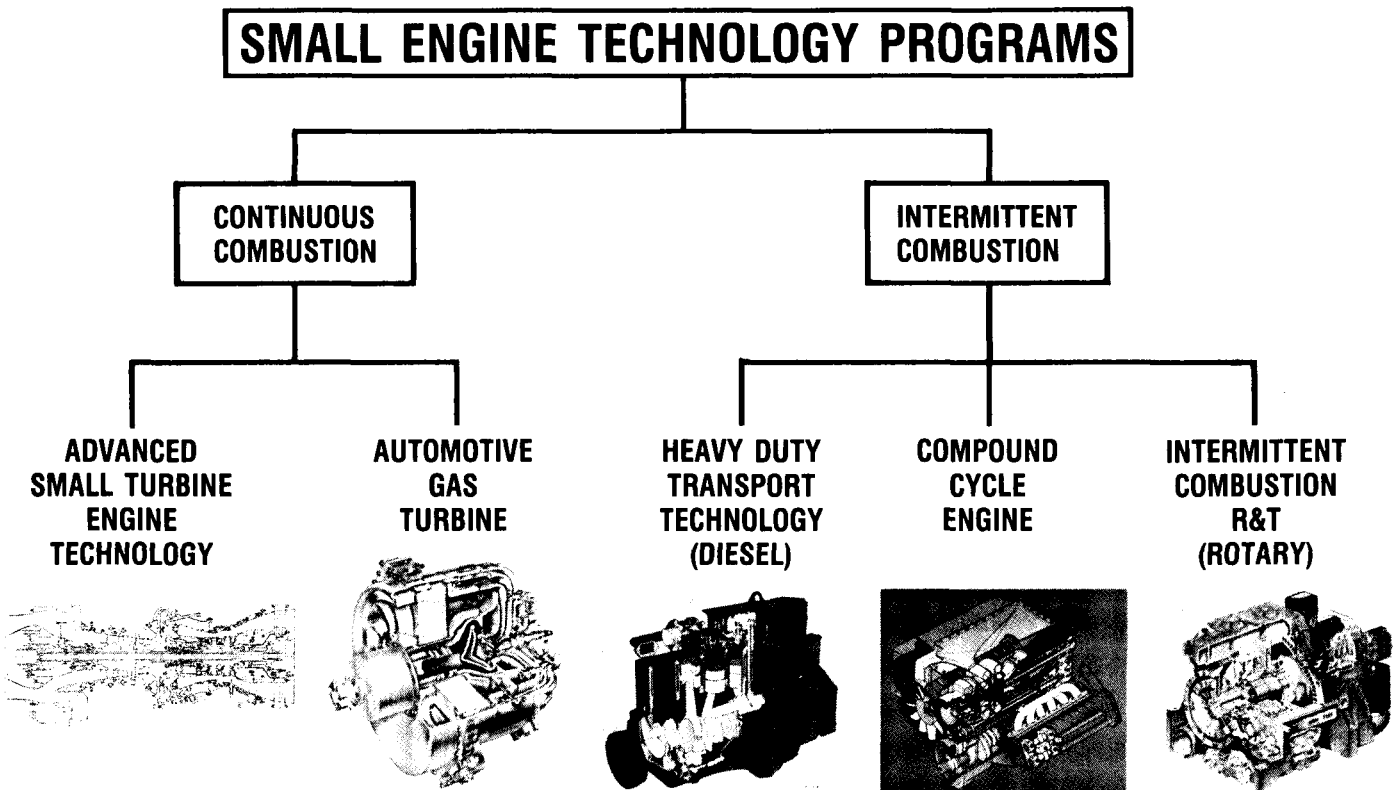 SMALL ENGINE TECHNOLOGY PROGRAMS
CONTINUOUS
COMBUSTION
INTERMITTENT
COMBUSTION
ADVANCED
SMALL TURBINE
ENGINE
TECHNOLOGY
AUTOMOTIVE
GAS
TURBINE
HEAVY DUTY
TRANSPORT
TECHNOLOGY
(DIESEL)
COMPOUND
CYCLE
ENGINE
INTERMITTENT
COMBUSTION
R&T
(ROTARY)